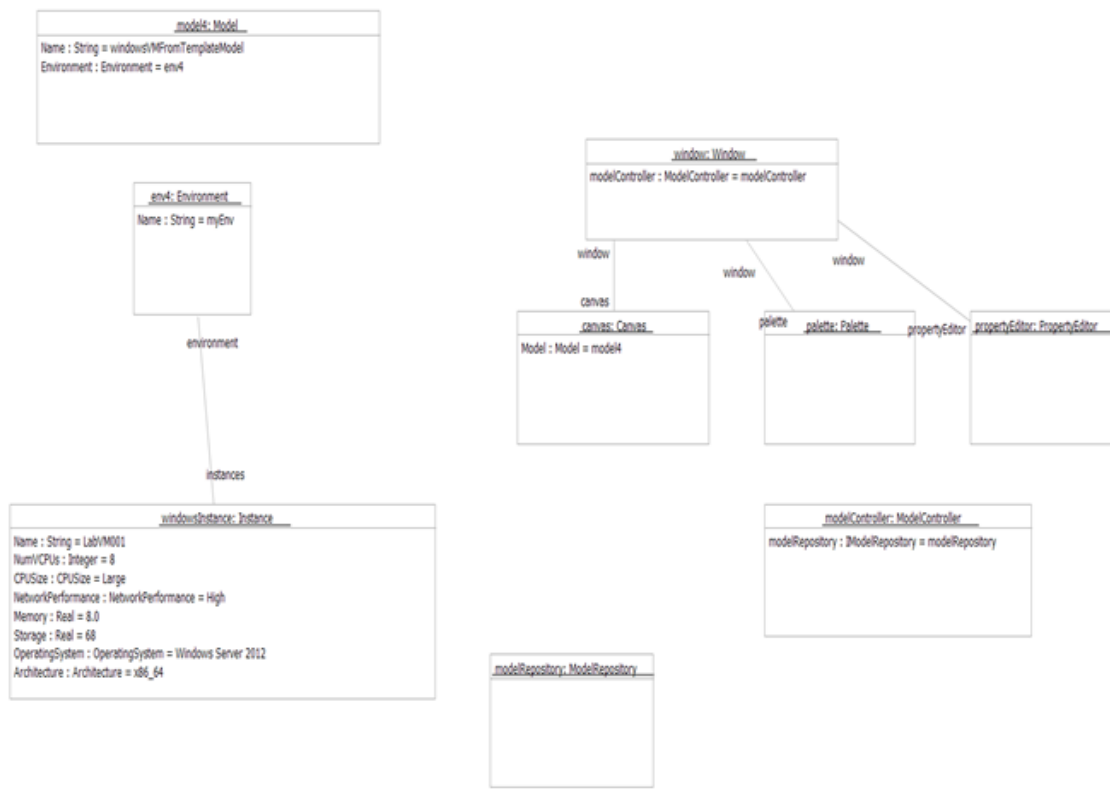 model4: Model
Name : String = windowsVMFromTemplateModel
Environment : Environment = env4
env4: Environment
Name : String = myEnv
environment
instances
windowsInstance: Instance
Name : String = LabVM001
NumVCPUs : Integer = 8
CPUSize : CPUSize = Large
NetworkPerformance : NetworkPerformance = High
Memory : Real = 8.0
Storage : Real = 68
OperatingSystem : OperatingSystem = Windows Server 2012
Architecture : Architecture = x86_64
window: Window
modelController : ModelController = modelController
window
window
window
canvas
palette
propertyEditor
canvas: Canvas
Model : Model = model4
palette: Palette
propertyEditor: PropertyEditor
modelController: ModelController
modelRepository : IModelRepository = modelRepository
modelRepository: ModelRepository